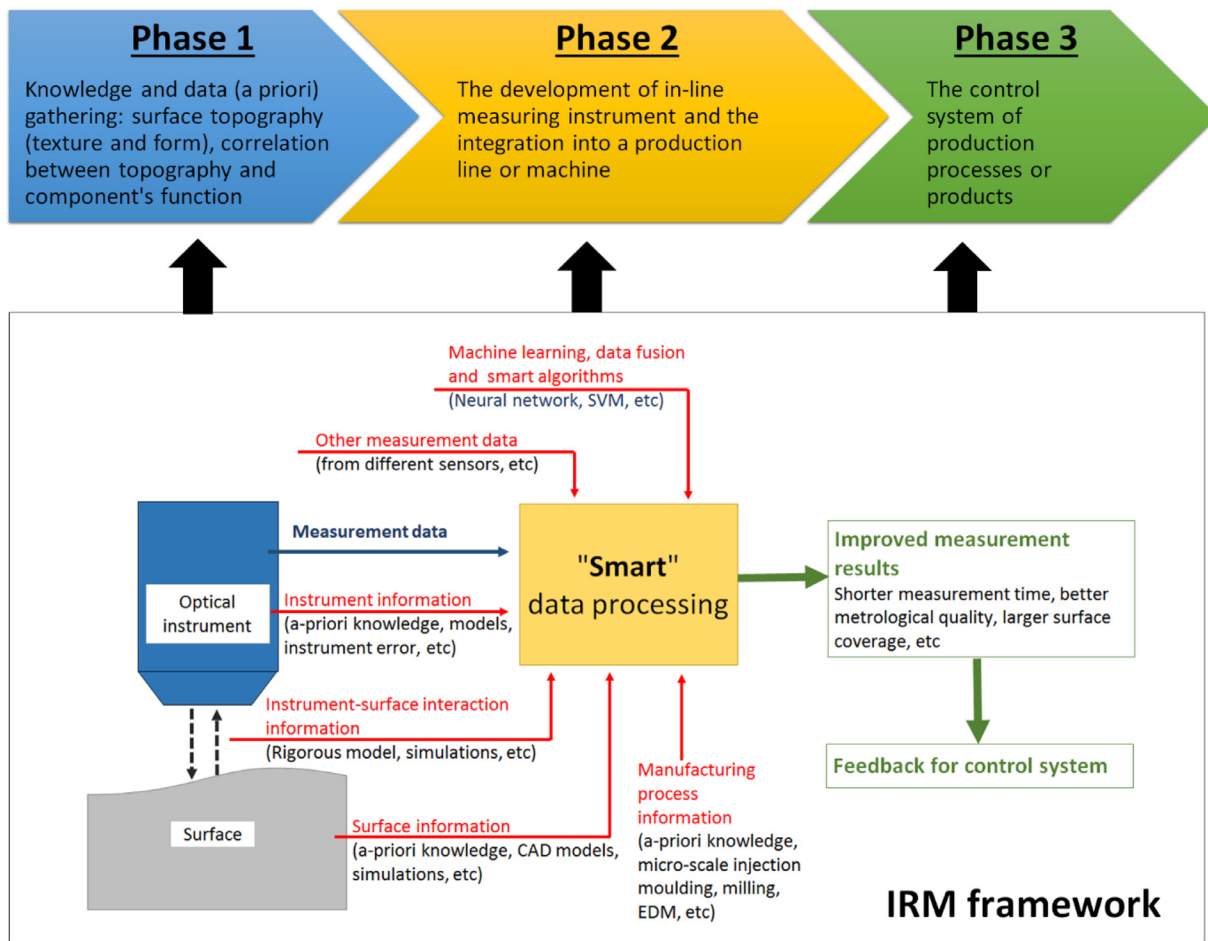 Phase 1
Knowledge and data (a priori)
gathering: surface topography
(texture and form), correlation
between topography and
component's function
Phase 2
The development of in-line
measuring instrument and the
integration into a production
line or machine
Phase 3
The control
system of
production
processes or
products
Machine learning, data fusion
and smart algorithms
(Neural network, SVM, etc)
Other measurement data
(from different sensors, etc)
Measurement data
Optical
instrument
Instrument information
(a-priori knowledge, models,
instrument error, etc)
"Smart"
data processing
Improved measurement
results
Shorter measurement time, better
metrological quality, larger surface
coverage, etc
Instrument-surface interaction
information
(Rigorous model, simulations, etc)
Feedback for control system
Surface
Surface information
(a-priori knowledge, CAD models,
simulations, etc)
Manufacturing
process
information
(a-priori knowledge,
micro-scale injection
moulding, milling,
EDM, etc)
IRM framework